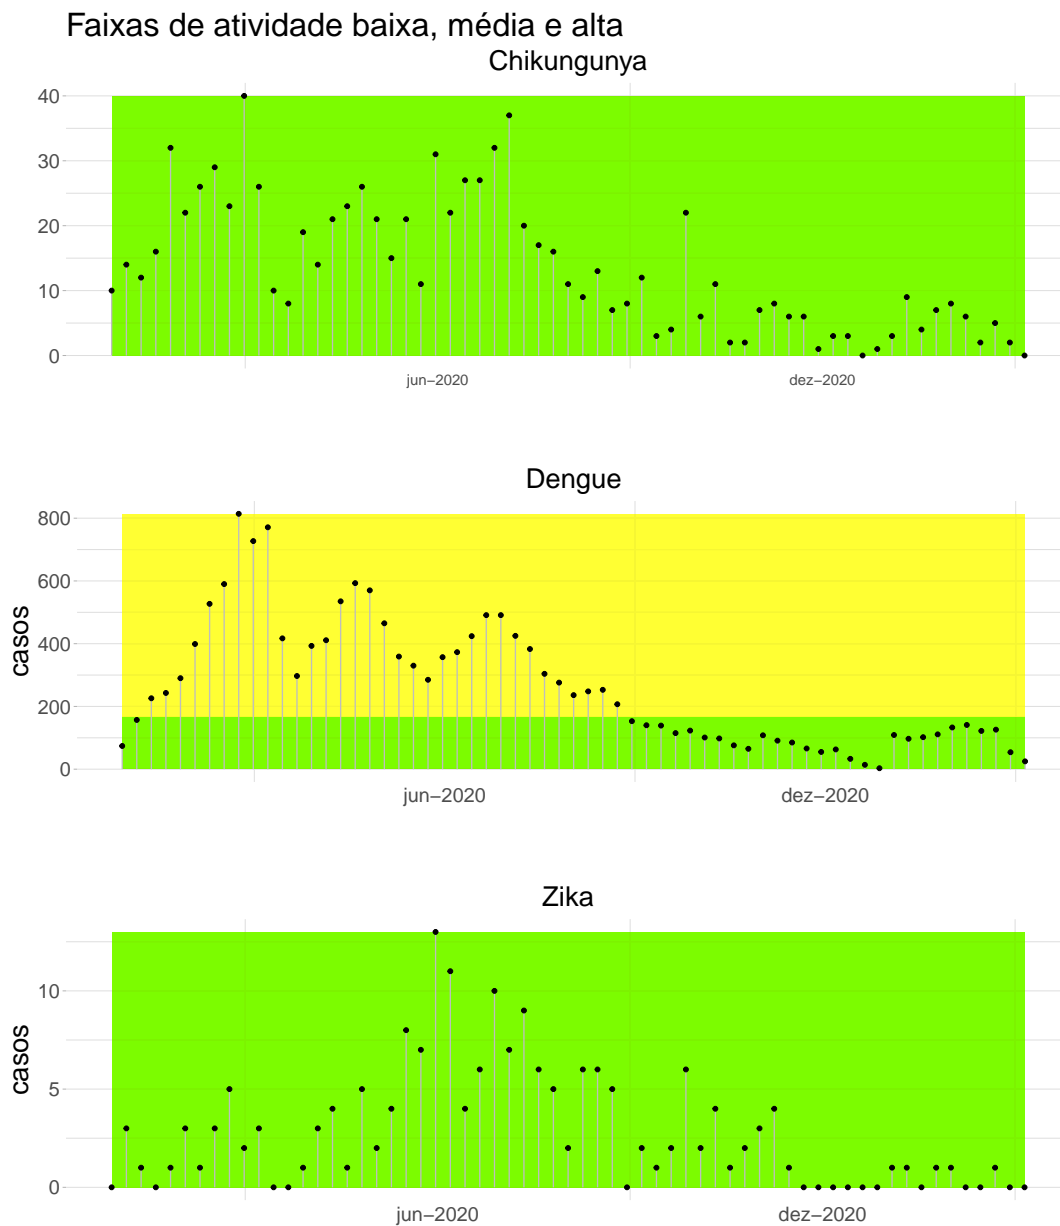 Faixas de atividade baixa, média e alta
Chikungunya
40
30
20
10
0
jun−2020 dez−2020
Dengue
casos
800
600
400
200
0
jun−2020 dez−2020
Zika
casos
10
5
0
jun−2020 dez−2020